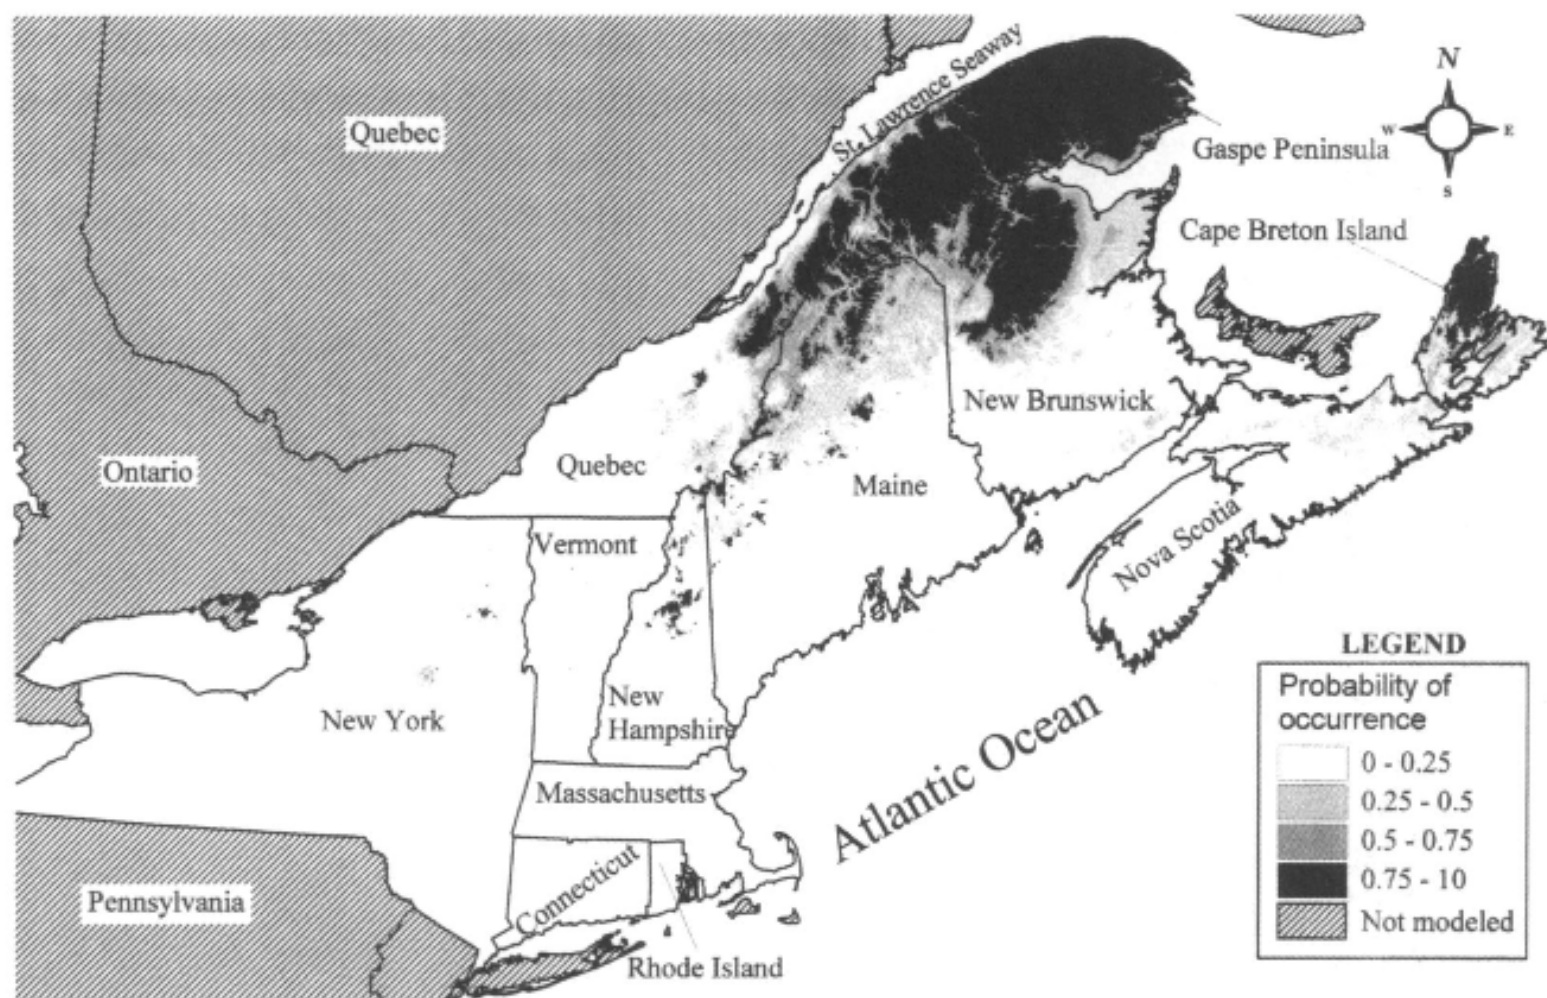 Quebec
St. Lawrence Seaway
N
W
E
S
Gaspe Peninsula
Cape Breton Island
Ontario
Quebec
New Brunswick
Maine
Vermont
Nova Scotia
New York
New
Hampshire
Massachusetts
Atlantic Ocean
Connecticut
Pennsylvania
Rhode Island
LEGEND
Probability of
occurrence
0 - 0.25
0.25 - 0.5
0.5 - 0.75
0.75 - 10
Not modeled